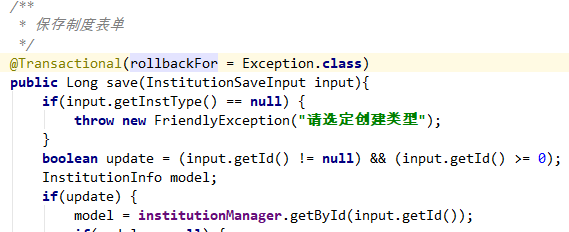 /**
 * 保存制度表单
 */
@Transactional(rollbackFor = Exception.class)
public Long save(InstitutionSaveInput input){
    if(input.getInstType() == null) {
        throw new FriendlyException("请选定创建类型");
    }
    boolean update = (input.getId() != null) && (input.getId() >= 0);
    InstitutionInfo model;
    if(update) {
        model = institutionManager.getById(input.getId());